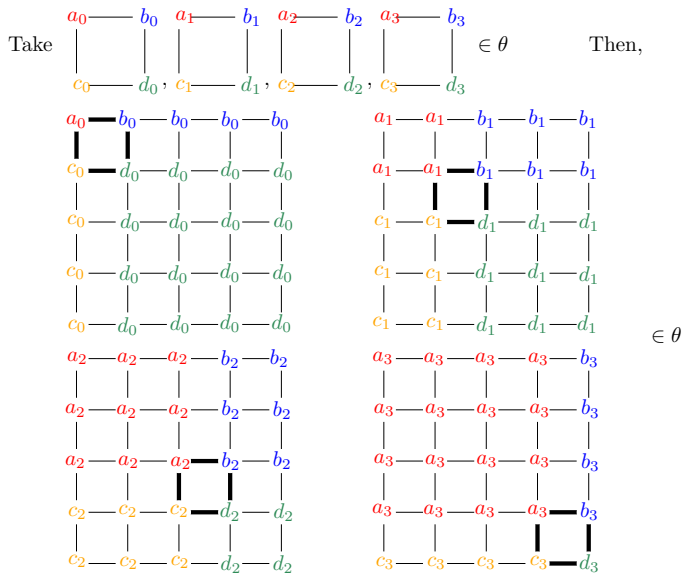 a₀ b₀ a₁ b₁ a₂ b₂ a₃ b₃
Take ∈ θ Then,
c₀ d₀ , c₁ d₁ , c₂ d₂ , c₃ d₃
a₀ b₀ b₀ b₀ b₀ a₁ a₁ b₁ b₁ b₁
c₀ d₀ d₀ d₀ d₀ a₁ a₁ b₁ b₁ b₁
c₀ d₀ d₀ d₀ d₀ c₁ c₁ d₁ d₁ d₁
c₀ d₀ d₀ d₀ d₀ c₁ c₁ d₁ d₁ d₁
c₀ d₀ d₀ d₀ d₀ c₁ c₁ d₁ d₁ d₁
∈ θ
a₂ a₂ a₂ b₂ b₂ a₃ a₃ a₃ a₃ b₃
a₂ a₂ a₂ b₂ b₂ a₃ a₃ a₃ a₃ b₃
a₂ a₂ a₂ b₂ b₂ a₃ a₃ a₃ a₃ b₃
c₂ c₂ c₂ d₂ d₂ a₃ a₃ a₃ a₃ b₃
c₂ c₂ c₂ d₂ d₂ c₃ c₃ c₃ c₃ d₃